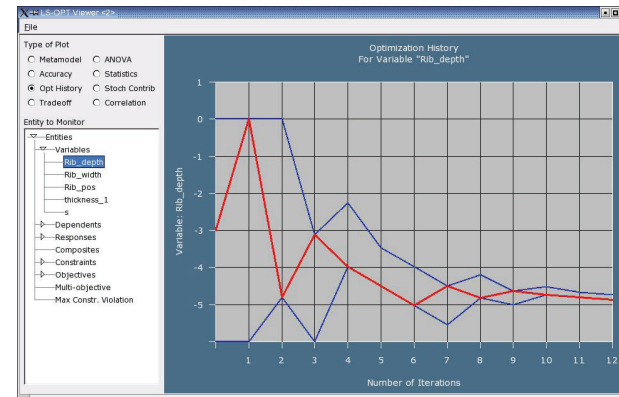 LS-OPT Viewer <2>
File
Type of Plot
Metamodel ANOVA
Accuracy Statistics
Opt History Stoch Contrib
Tradeoff Correlation
Entity to Monitor
Entities
Variables
Rib_depth
Rib_width
Rib_pos
thickness_1
s
Dependents
Responses
Composites
Constraints
Objectives
Multi-objective
Max Constr. Violation
Optimization History
For Variable "Rib_depth"
Variable: Rib_depth
1
0
-1
-2
-3
-4
-5
1 2 3 4 5 6 7 8 9 10 11 12
Number of Iterations